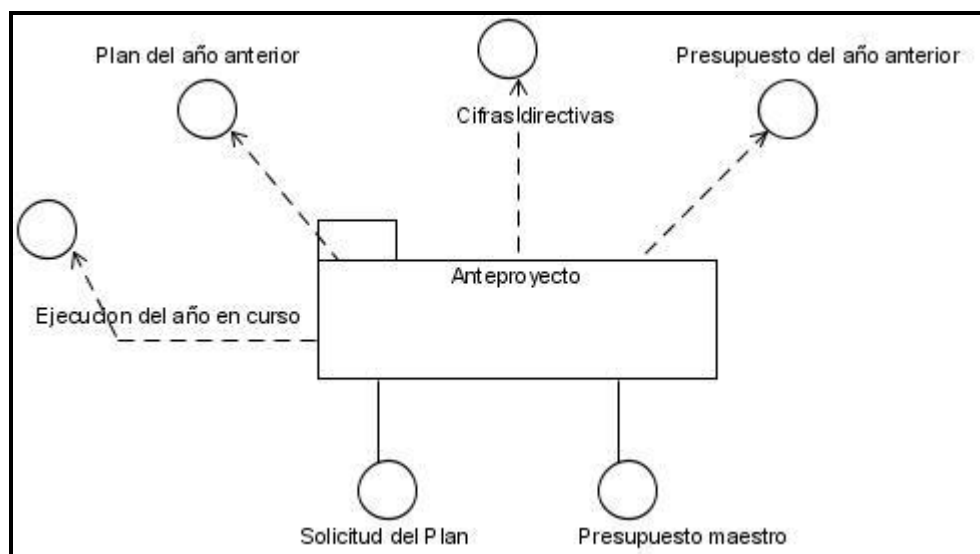 Plan del año anterior
Presupuesto del año anterior
Cifras directivas
Anteproyecto
Ejecucion del año en curso
Solicitud del Plan
Presupuesto maestro